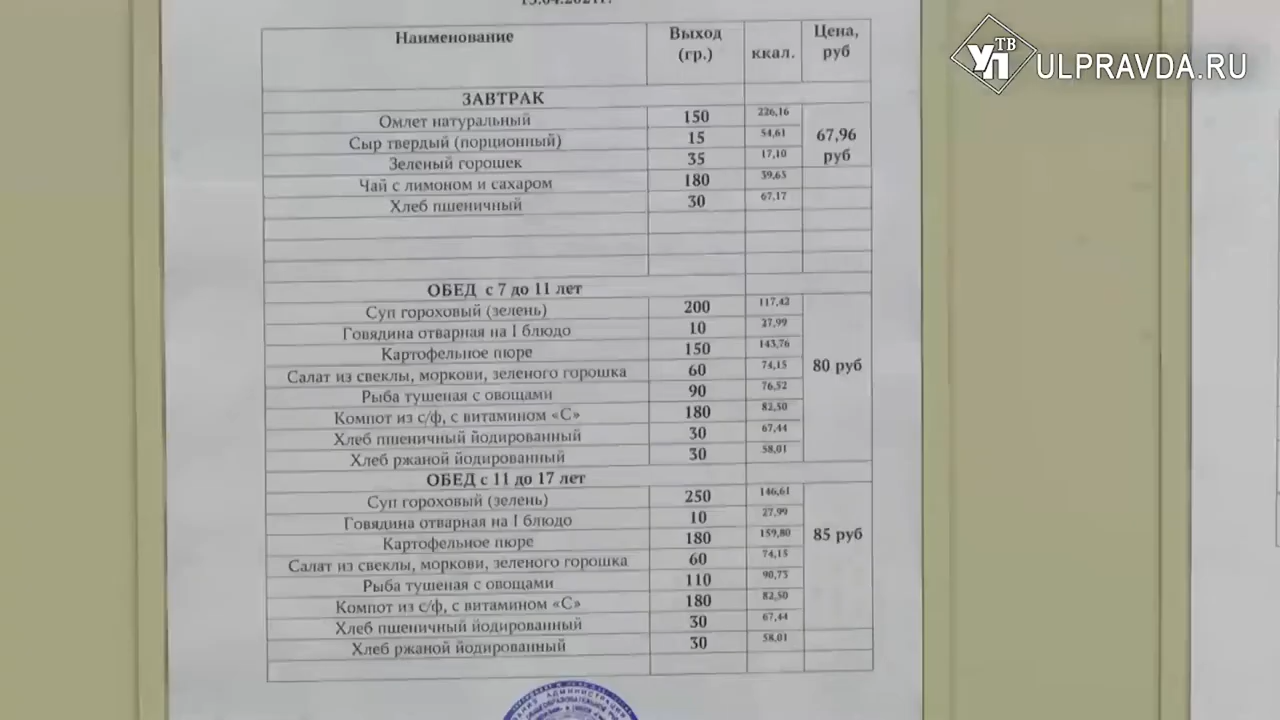 13.04.2021г.
Наименование Выход (гр.) ккал. Цена, руб
ЗАВТРАК
Омлет натуральный 150 226,16
Сыр твердый (порционный) 15 54,61
67,96 руб
Зеленый горошек 35 17,10
Чай с лимоном и сахаром 180 39,65
Хлеб пшеничный 30 67,17
ОБЕД с 7 до 11 лет
Суп гороховый (зелень) 200 117,42
Говядина отварная на I блюдо 10 27,99
Картофельное пюре 150 143,76
Салат из свеклы, моркови, зеленого горошка 60 74,15
80 руб
Рыба тушеная с овощами 90 76,52
Компот из с/ф, с витамином «С» 180 82,50
Хлеб пшеничный йодированный 30 67,44
Хлеб ржаной йодированный 30 58,01
ОБЕД с 11 до 17 лет
Суп гороховый (зелень) 250 146,61
Говядина отварная на I блюдо 10 27,99
Картофельное пюре 180 159,80
85 руб
Салат из свеклы, моркови, зеленого горошка 60 74,15
Рыба тушеная с овощами 110 90,73
Компот из с/ф, с витамином «С» 180 82,50
Хлеб пшеничный йодированный 30 67,44
Хлеб ржаной йодированный 30 58,01
УП ТВ ULPRAVDA.RU